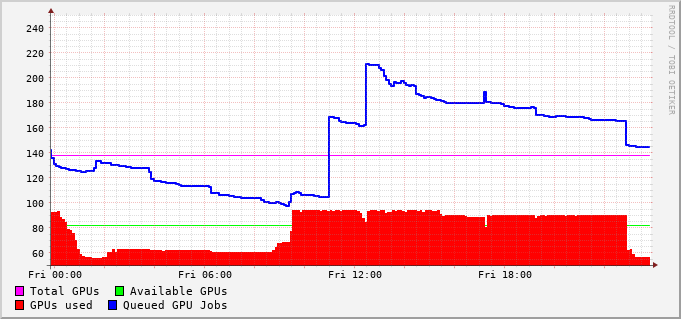 RRDTOOL / TOBI OETIKER
240
220
200
180
160
140
120
100
80
60
Fri 00:00 Fri 06:00 Fri 12:00 Fri 18:00
Total GPUs Available GPUs
GPUs used Queued GPU Jobs